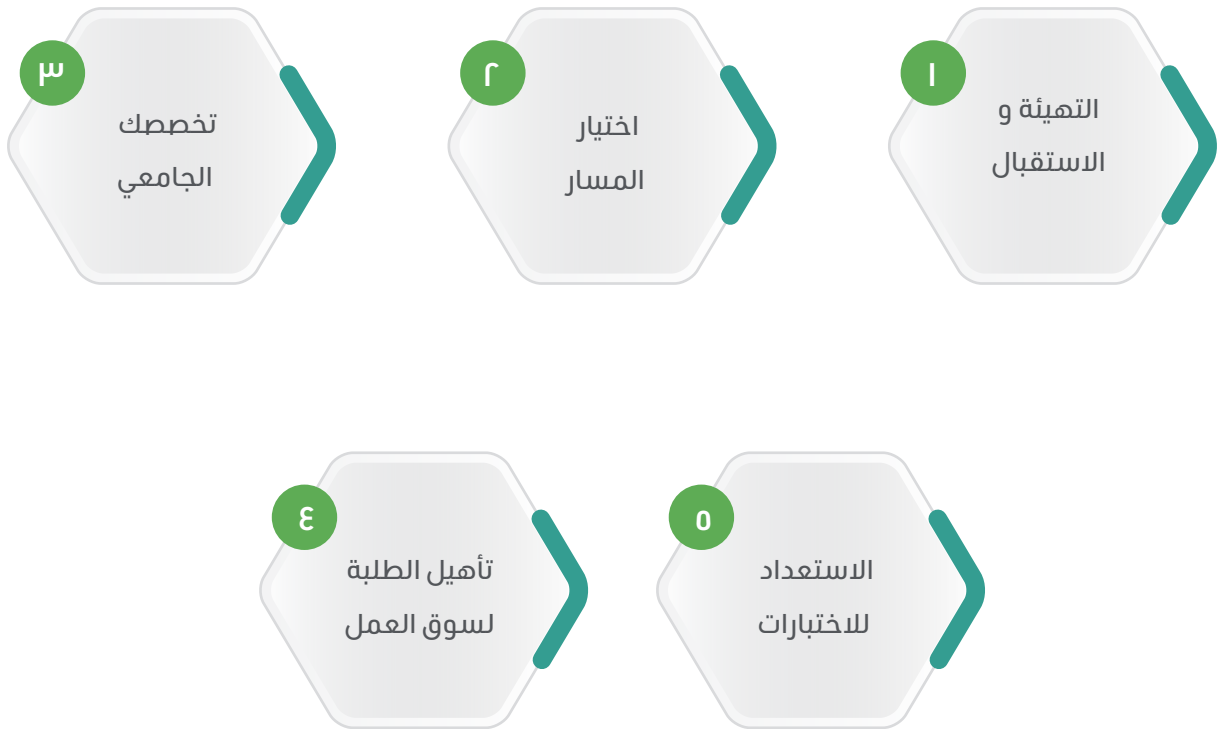 ١
التهيئة و
الاستقبال
٢
اختيار
المسار
٣
تخصصك
الجامعي
٥
الاستعداد
للاختبارات
٤
تأهيل الطلبة
لسوق العمل